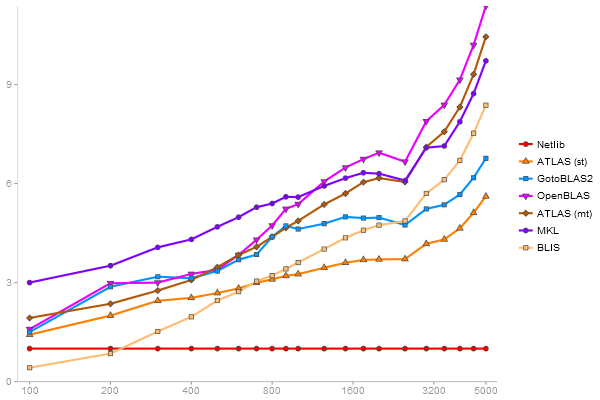 9
6
3
0
100 200 400 800 1600 3200 5000
Netlib
ATLAS (st)
GotoBLAS2
OpenBLAS
ATLAS (mt)
MKL
BLIS